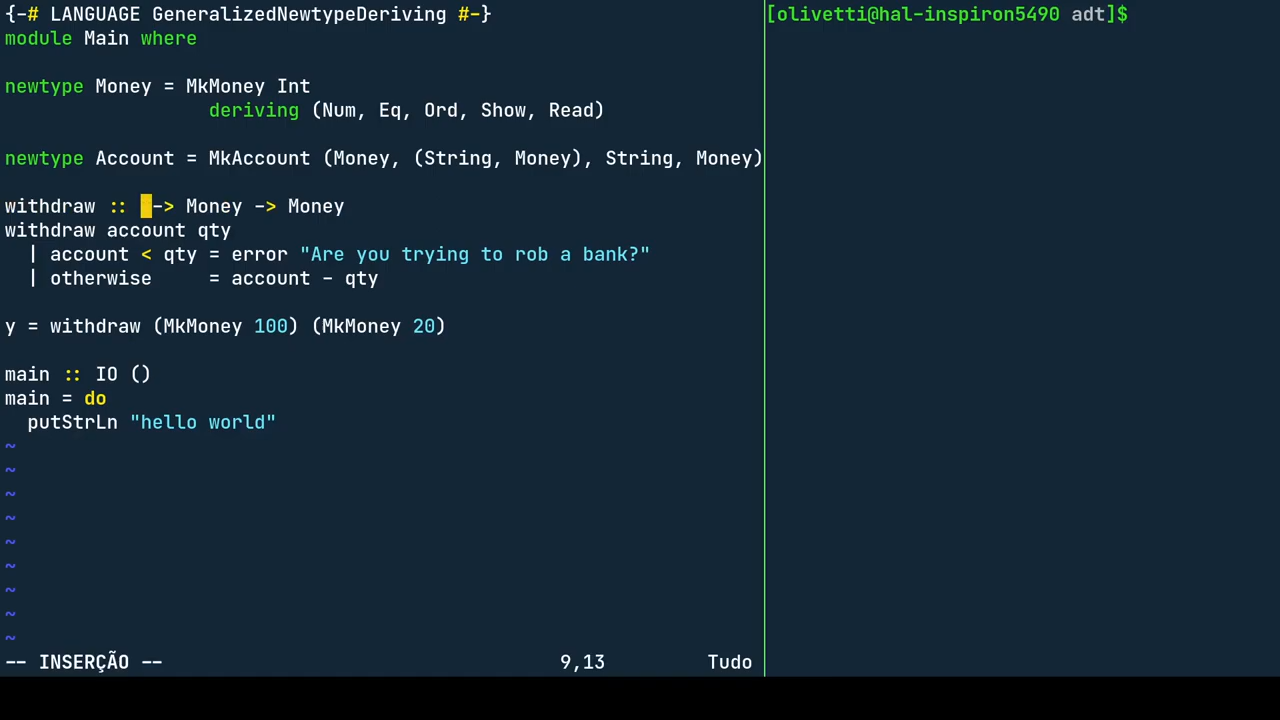 {-# LANGUAGE GeneralizedNewtypeDeriving #-}
module Main where
newtype Money = MkMoney Int
deriving (Num, Eq, Ord, Show, Read)
newtype Account = MkAccount (Money, (String, Money), String, Money)
withdraw :: -> Money -> Money
withdraw account qty
| account < qty = error "Are you trying to rob a bank?"
| otherwise = account - qty
y = withdraw (MkMoney 100) (MkMoney 20)
main :: IO ()
main = do
putStrLn "hello world"
~
~
~
~
~
~
~
~
~
-- INSERÇÃO -- 9,13 Tudo
[olivetti@hal-inspiron5490 adt]$